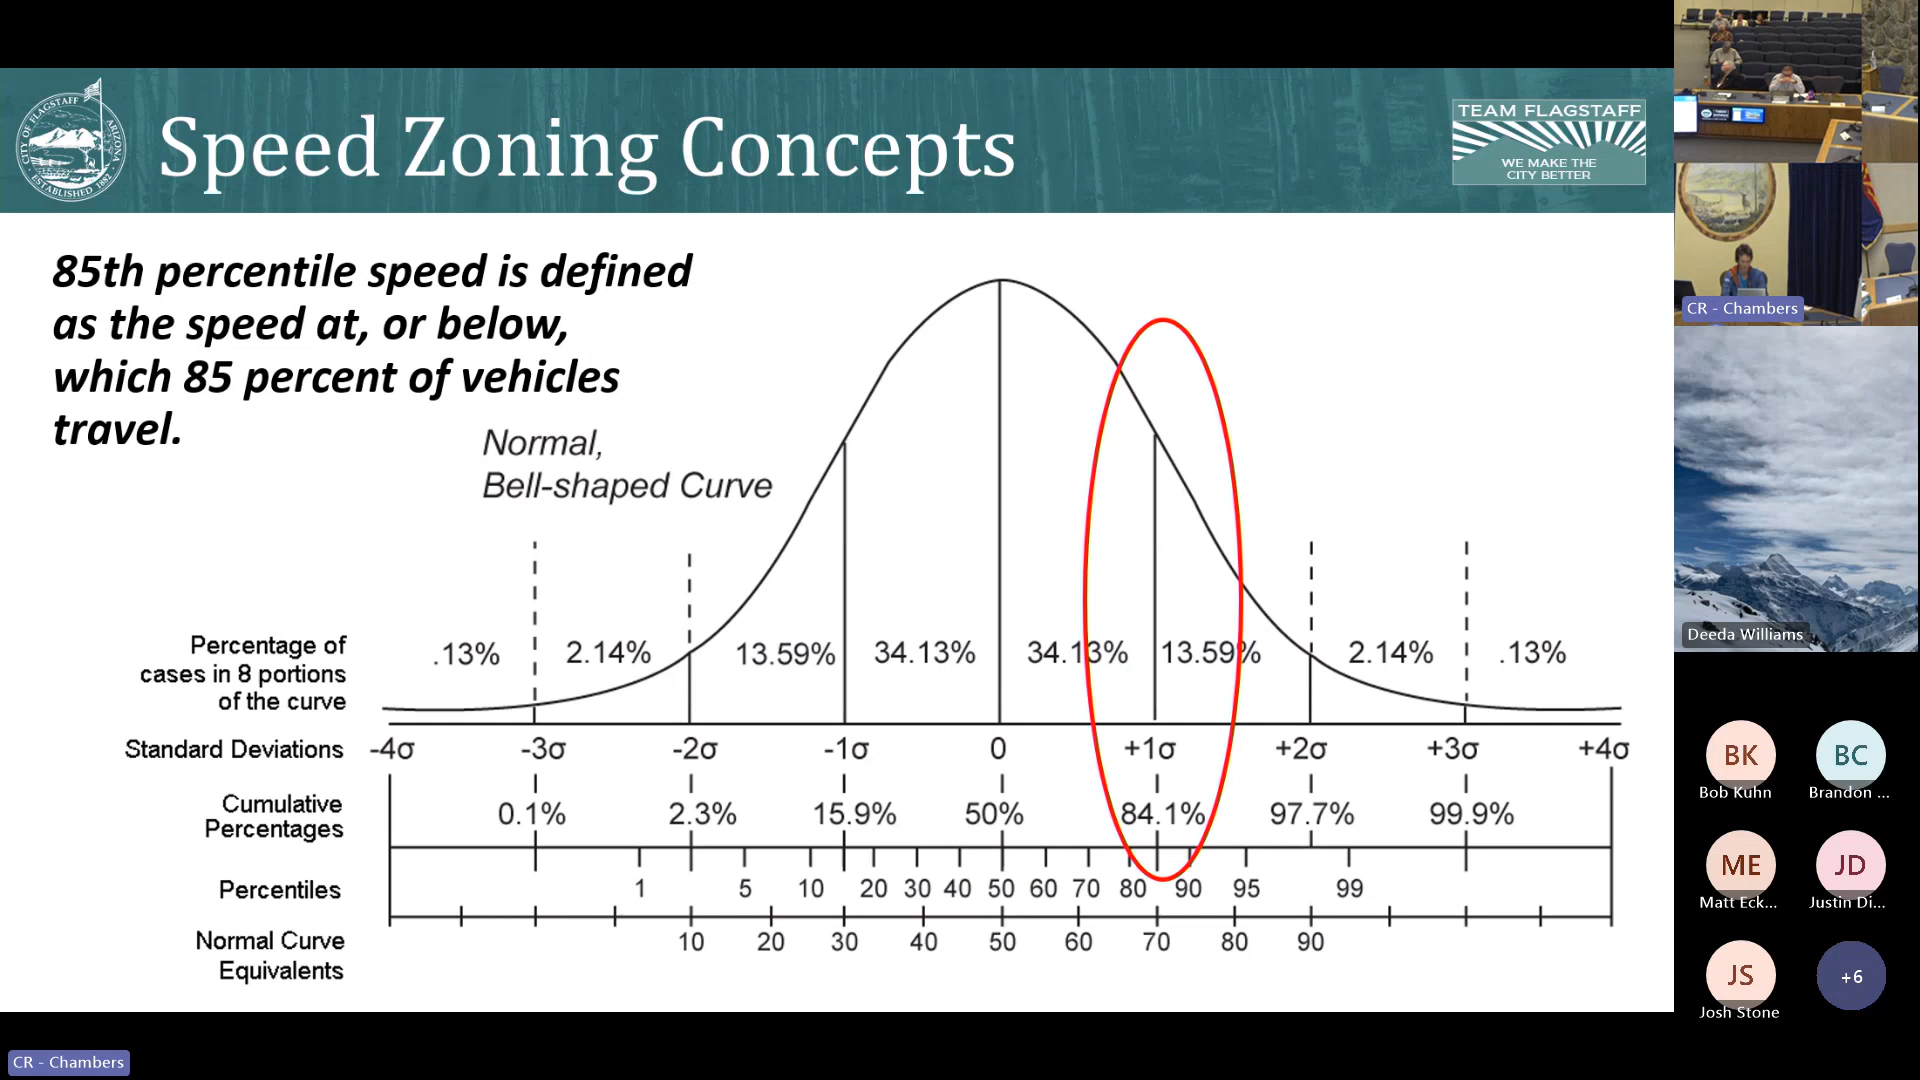 CITY OF FLAGSTAFF
ARIZONA
ESTABLISHED 1882
Speed Zoning Concepts
TEAM FLAGSTAFF
WE MAKE THE
CITY BETTER
85th percentile speed is defined
as the speed at, or below,
which 85 percent of vehicles
travel.
Normal,
Bell-shaped Curve
Percentage of
cases in 8 portions
of the curve
.13% 2.14% 13.59% 34.13% 34.13% 13.59% 2.14% .13%
Standard Deviations -4σ -3σ -2σ -1σ 0 +1σ +2σ +3σ +4σ
Cumulative
Percentages
0.1% 2.3% 15.9% 50% 84.1% 97.7% 99.9%
Percentiles 1 5 10 20 30 40 50 60 70 80 90 95 99
Normal Curve
Equivalents
10 20 30 40 50 60 70 80 90
CR - Chambers
Deeda Williams
BK BC
Bob Kuhn Brandon ...
ME JD
Matt Eck... Justin Di...
JS +6
Josh Stone
CR - Chambers